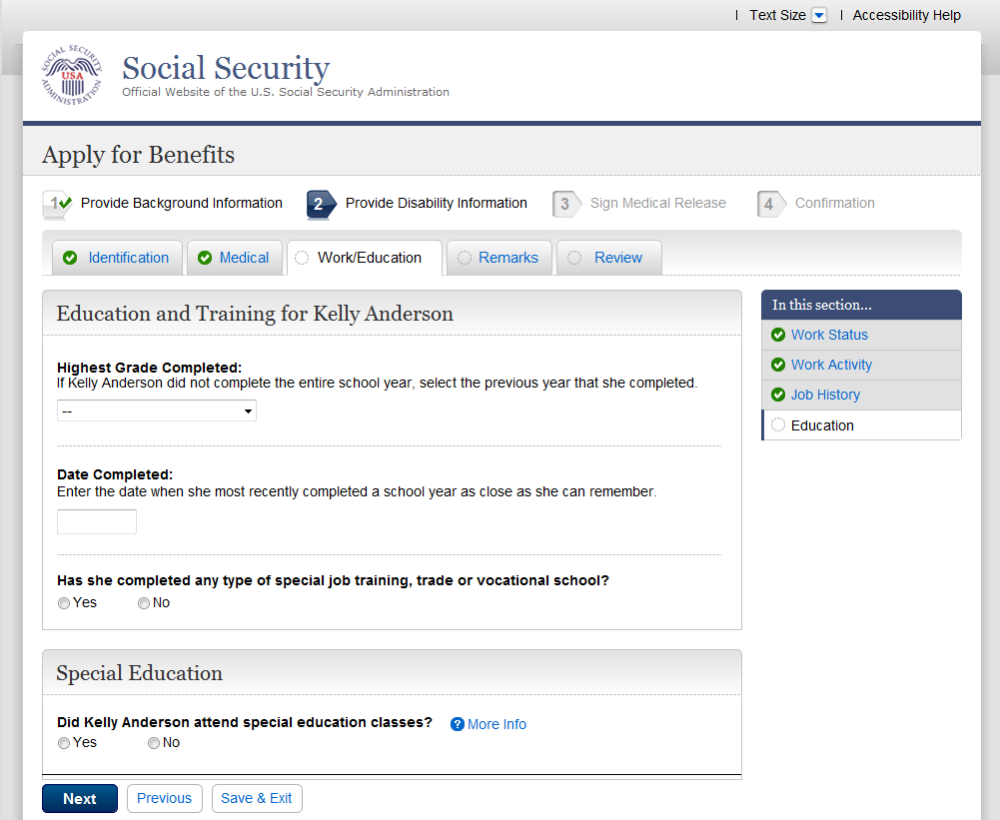 Text Size
Accessibility Help
SOCIAL SECURITY ADMINISTRATION
USA
Social Security
Official Website of the U.S. Social Security Administration
Apply for Benefits
1 Provide Background Information
2 Provide Disability Information
3 Sign Medical Release
4 Confirmation
Identification
Medical
Work/Education
Remarks
Review
Education and Training for Kelly Anderson
Highest Grade Completed:
If Kelly Anderson did not complete the entire school year, select the previous year that she completed.
--
Date Completed:
Enter the date when she most recently completed a school year as close as she can remember.
Has she completed any type of special job training, trade or vocational school?
Yes No
Special Education
Did Kelly Anderson attend special education classes? ? More Info
Yes No
Next Previous Save & Exit
In this section...
Work Status
Work Activity
Job History
Education